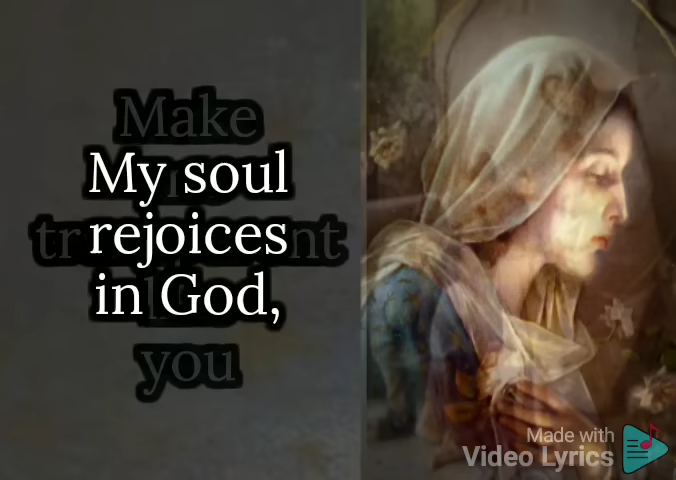 Make
My soul
rejoices
in God,
you
Made with
Video Lyrics